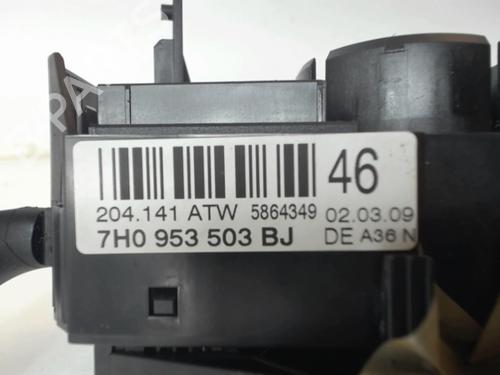 46
204.141 ATW 5864349 02.03.09
7H0 953 503 BJ DE A36 N